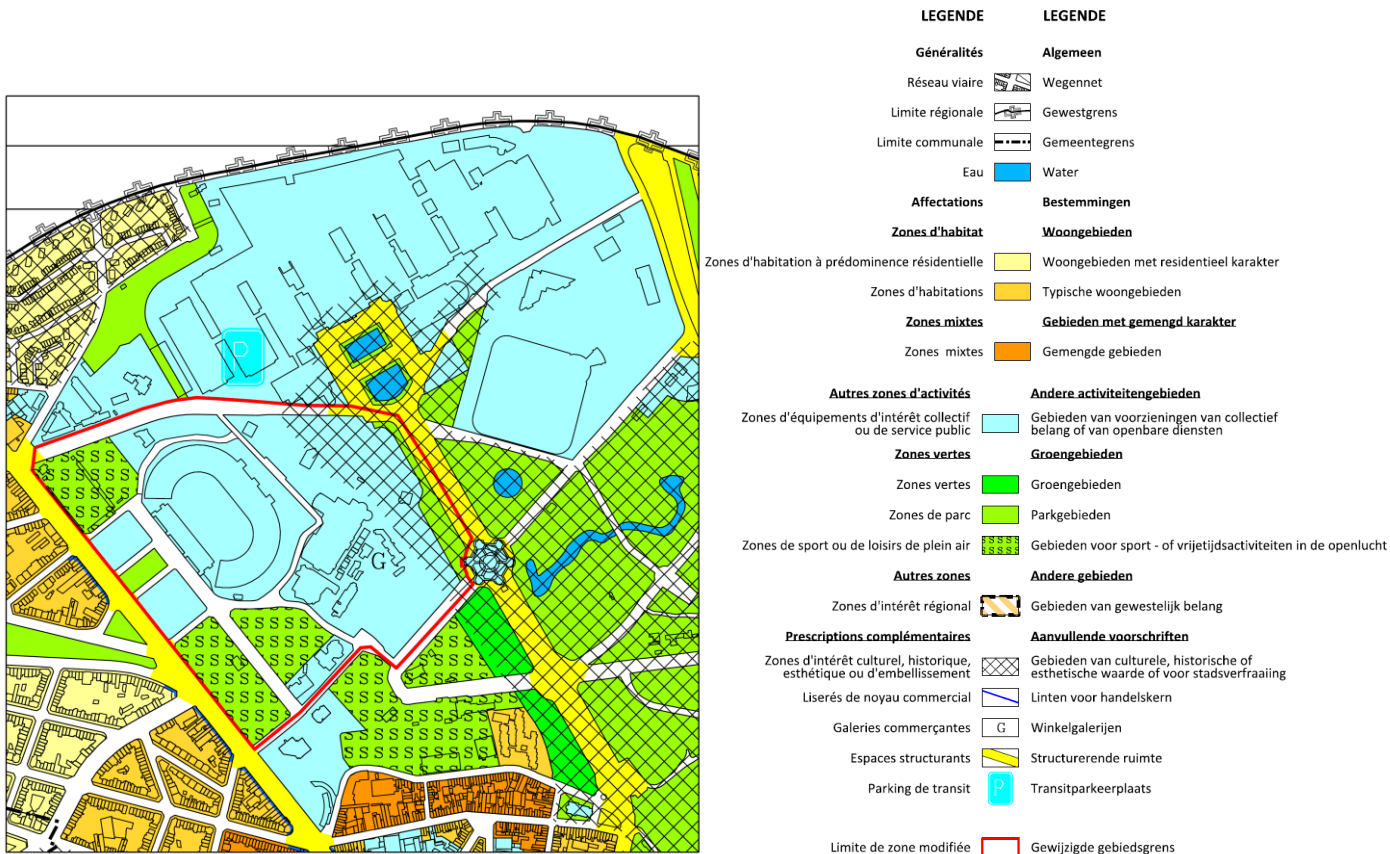 LEGENDE LEGENDE
Généralités Algemeen
Réseau viaire Wegennet
Limite régionale Gewestgrens
Limite communale Gemeentegrens
Eau Water
Affectations Bestemmingen
Zones d'habitat Woongebieden
Zones d'habitation à prédominence résidentielle Woongebieden met residentieel karakter
Zones d'habitations Typische woongebieden
Zones mixtes Gebieden met gemengd karakter
Zones mixtes Gemengde gebieden
Autres zones d'activités Andere activiteitengebieden
Zones d'équipements d'intérêt collectif Gebieden van voorzieningen van collectief
ou de service public belang of van openbare diensten
Zones vertes Groengebieden
Zones vertes Groengebieden
Zones de parc Parkgebieden
Zones de sport ou de loisirs de plein air Gebieden voor sport - of vrijetijdsactiviteiten in de openlucht
Autres zones Andere gebieden
Zones d'intérêt régional Gebieden van gewestelijk belang
Prescriptions complémentaires Aanvullende voorschriften
Zones d'intérêt culturel, historique, Gebieden van culturele, historische of
esthétique ou d'embellissement esthetische waarde of voor stadsverfraaiing
Liserés de noyau commercial Linten voor handelskern
Galeries commerçantes G Winkelgalerijen
Espaces structurants Structurerende ruimte
Parking de transit P Transitparkeerplaats
Limite de zone modifiée Gewijzigde gebiedsgrens
P
G